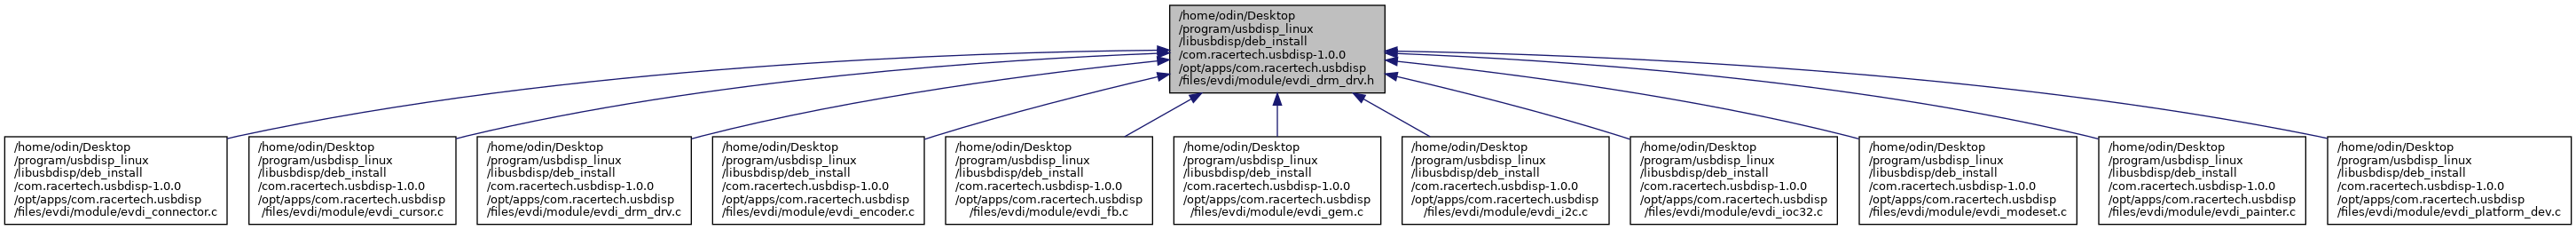 /home/odin/Desktop
/program/usbdisp_linux
/libusbdisp/deb_install
/com.racertech.usbdisp-1.0.0
/opt/apps/com.racertech.usbdisp
/files/evdi/module/evdi_drm_drv.h
/home/odin/Desktop
/program/usbdisp_linux
/libusbdisp/deb_install
/com.racertech.usbdisp-1.0.0
/opt/apps/com.racertech.usbdisp
/files/evdi/module/evdi_connector.c
/home/odin/Desktop
/program/usbdisp_linux
/libusbdisp/deb_install
/com.racertech.usbdisp-1.0.0
/opt/apps/com.racertech.usbdisp
/files/evdi/module/evdi_cursor.c
/home/odin/Desktop
/program/usbdisp_linux
/libusbdisp/deb_install
/com.racertech.usbdisp-1.0.0
/opt/apps/com.racertech.usbdisp
/files/evdi/module/evdi_drm_drv.c
/home/odin/Desktop
/program/usbdisp_linux
/libusbdisp/deb_install
/com.racertech.usbdisp-1.0.0
/opt/apps/com.racertech.usbdisp
/files/evdi/module/evdi_encoder.c
/home/odin/Desktop
/program/usbdisp_linux
/libusbdisp/deb_install
/com.racertech.usbdisp-1.0.0
/opt/apps/com.racertech.usbdisp
/files/evdi/module/evdi_fb.c
/home/odin/Desktop
/program/usbdisp_linux
/libusbdisp/deb_install
/com.racertech.usbdisp-1.0.0
/opt/apps/com.racertech.usbdisp
/files/evdi/module/evdi_gem.c
/home/odin/Desktop
/program/usbdisp_linux
/libusbdisp/deb_install
/com.racertech.usbdisp-1.0.0
/opt/apps/com.racertech.usbdisp
/files/evdi/module/evdi_i2c.c
/home/odin/Desktop
/program/usbdisp_linux
/libusbdisp/deb_install
/com.racertech.usbdisp-1.0.0
/opt/apps/com.racertech.usbdisp
/files/evdi/module/evdi_ioc32.c
/home/odin/Desktop
/program/usbdisp_linux
/libusbdisp/deb_install
/com.racertech.usbdisp-1.0.0
/opt/apps/com.racertech.usbdisp
/files/evdi/module/evdi_modeset.c
/home/odin/Desktop
/program/usbdisp_linux
/libusbdisp/deb_install
/com.racertech.usbdisp-1.0.0
/opt/apps/com.racertech.usbdisp
/files/evdi/module/evdi_painter.c
/home/odin/Desktop
/program/usbdisp_linux
/libusbdisp/deb_install
/com.racertech.usbdisp-1.0.0
/opt/apps/com.racertech.usbdisp
/files/evdi/module/evdi_platform_dev.c